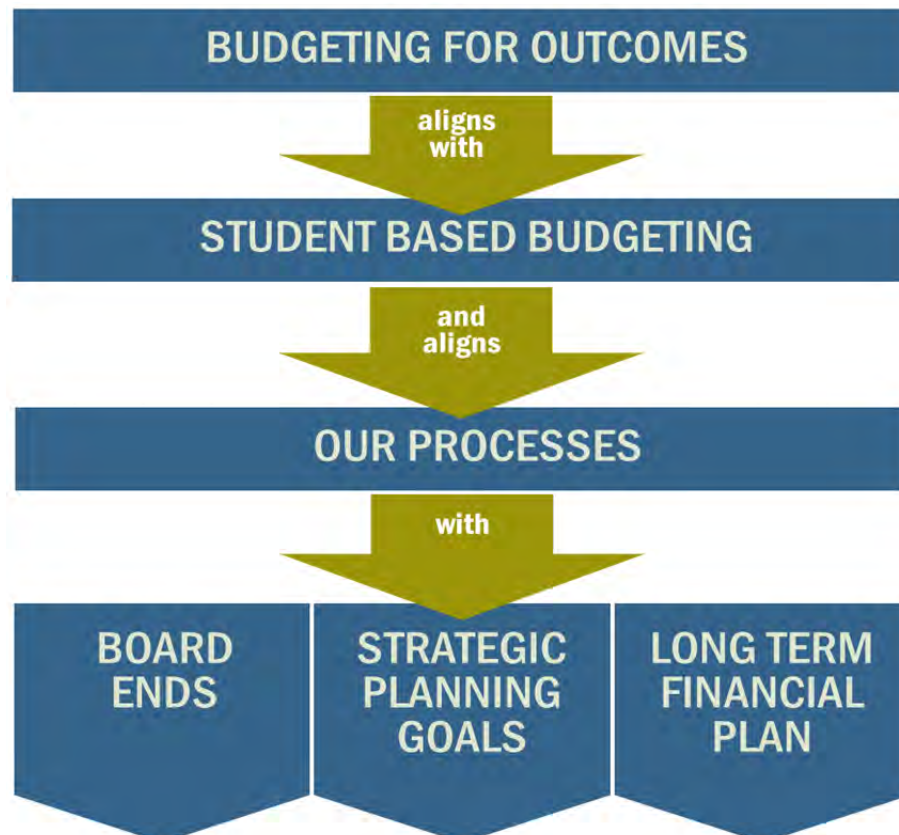 BUDGETING FOR OUTCOMES
aligns
with
STUDENT BASED BUDGETING
and
aligns
OUR PROCESSES
with
BOARD
ENDS
STRATEGIC
PLANNING
GOALS
LONG TERM
FINANCIAL
PLAN